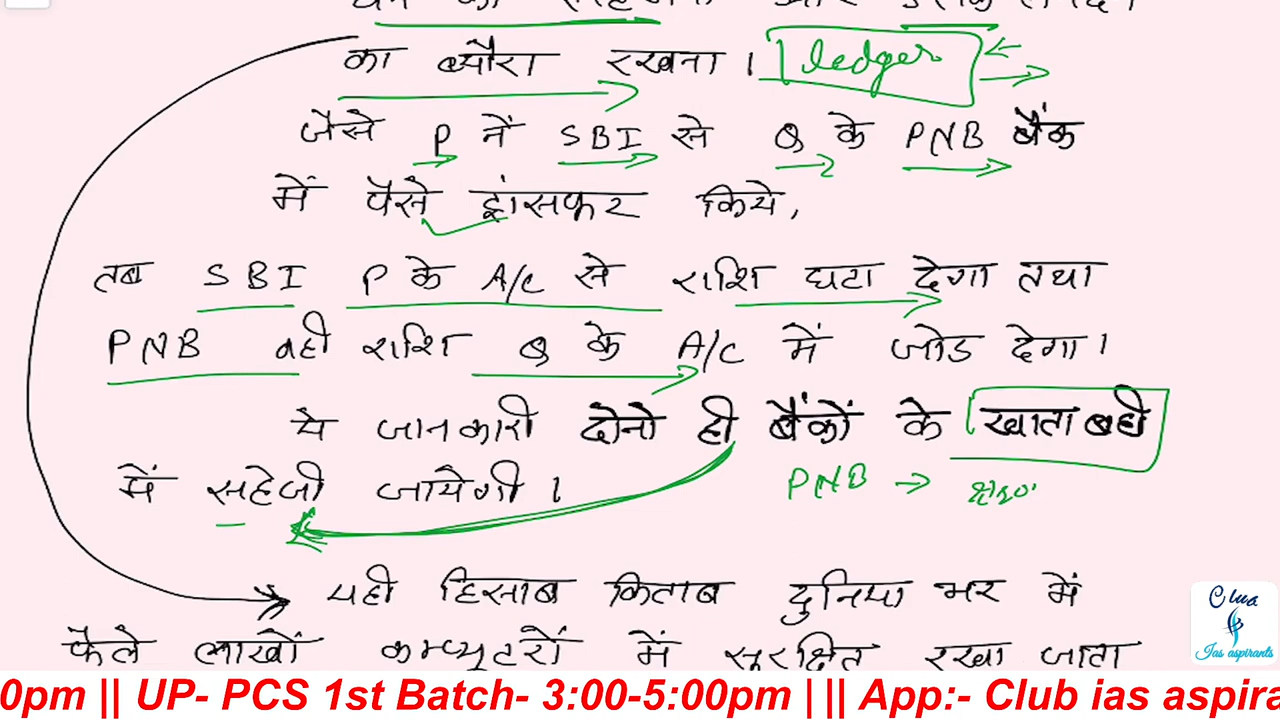 का ब्यौरा रखना। ledger
जैसे P ने SBI से Q के PNB बैंक
में पैसे ट्रांसफर किये,
तब SBI P के A/C से राशि घटा देगा तथा
PNB वही राशि Q के A/C में जोड देगा।
ये जानकारी दोनो ही बैंकों के खाता बही
में सहेजी जायेगी।
PNB →
यही हिसाब किताब दुनिया भर में
फैले लाखों कम्प्यूटरों में सुरक्षित रखा जाता
Club
Ias aspirants
0pm || UP- PCS 1st Batch- 3:00-5:00pm | || App:- Club ias aspira